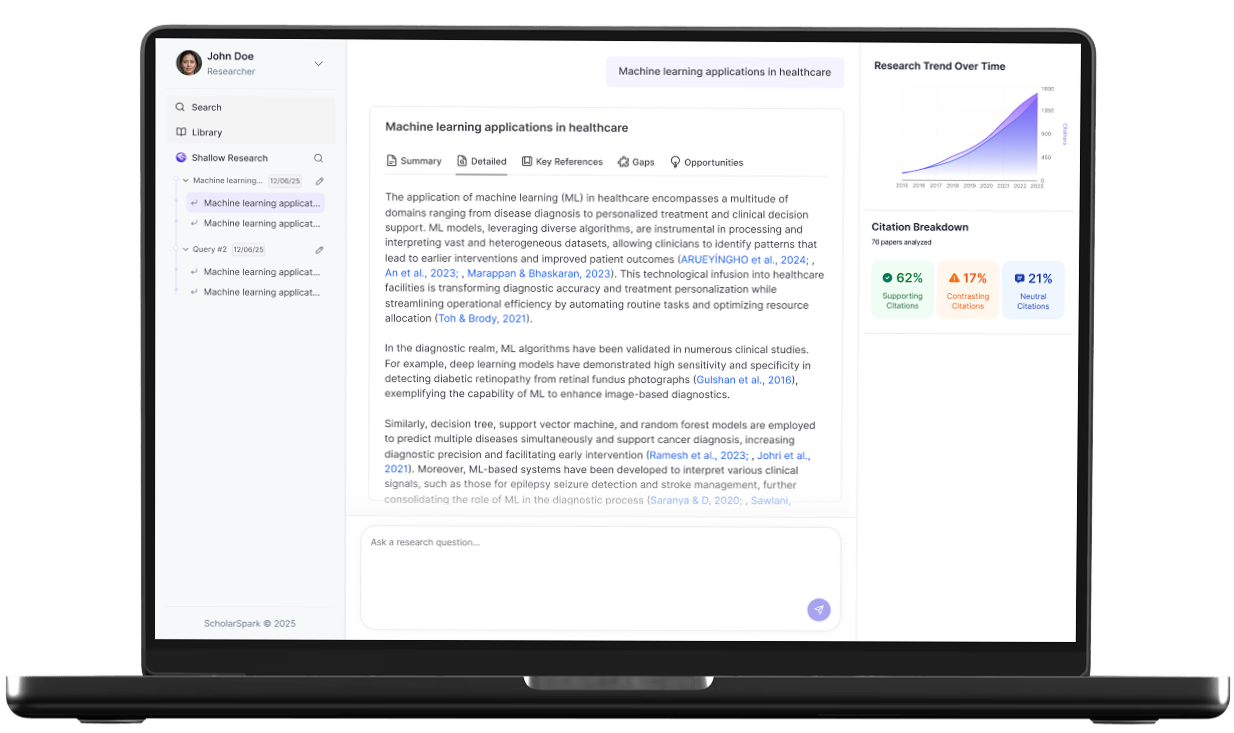 John Doe
Researcher
Search
Library
Shallow Research
Machine learning... 12/06/25
Machine learning applicat...
Machine learning applicat...
Query #2 12/06/25
Machine learning applicat...
Machine learning applicat...
ScholarSpark © 2025
Machine learning applications in healthcare
Machine learning applications in healthcare
Summary Detailed Key References Gaps Opportunities
The application of machine learning (ML) in healthcare encompasses a multitude of
domains ranging from disease diagnosis to personalized treatment and clinical decision
support. ML models, leveraging diverse algorithms, are instrumental in processing and
interpreting vast and heterogeneous datasets, allowing clinicians to identify patterns that
lead to earlier interventions and improved patient outcomes (ARUEYİNGHO et al., 2024; ,
An et al., 2023; , Marappan & Bhaskaran, 2023). This technological infusion into healthcare
facilities is transforming diagnostic accuracy and treatment personalization while
streamlining operational efficiency by automating routine tasks and optimizing resource
allocation (Toh & Brody, 2021).
In the diagnostic realm, ML algorithms have been validated in numerous clinical studies.
For example, deep learning models have demonstrated high sensitivity and specificity in
detecting diabetic retinopathy from retinal fundus photographs (Gulshan et al., 2016),
exemplifying the capability of ML to enhance image-based diagnostics.
Similarly, decision tree, support vector machine, and random forest models are employed
to predict multiple diseases simultaneously and support cancer diagnosis, increasing
diagnostic precision and facilitating early intervention (Ramesh et al., 2023; , Johri et al.,
2021). Moreover, ML-based systems have been developed to interpret various clinical
signals, such as those for epilepsy seizure detection and stroke management, further
consolidating the role of ML in the diagnostic process (Saranya & D, 2020; , Sawlani,
Ask a research question...
Research Trend Over Time
1800
1350
900
450
0
Citations
2015 2016 2017 2018 2019 2020 2021 2022 2023
Citation Breakdown
76 papers analyzed
62%
Supporting
Citations
17%
Contrasting
Citations
21%
Neutral
Citations